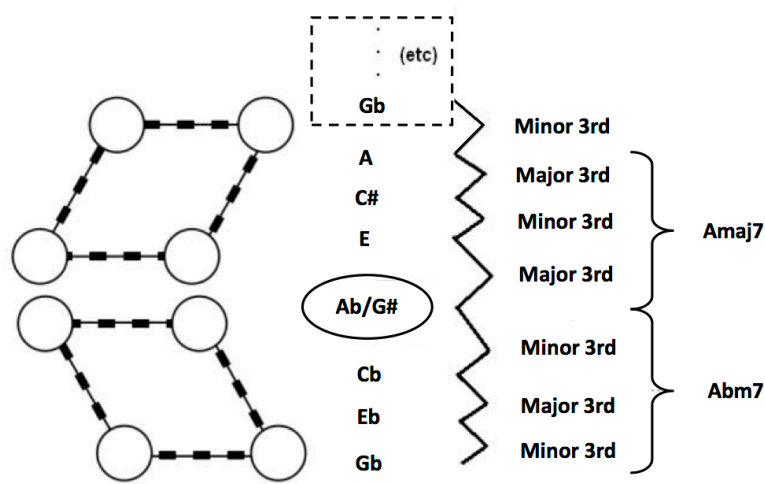 (etc)
Gb
Minor 3rd
A
Major 3rd
C#
Minor 3rd
Amaj7
E
Major 3rd
Ab/G#
Minor 3rd
Cb
Abm7
Major 3rd
Eb
Minor 3rd
Gb